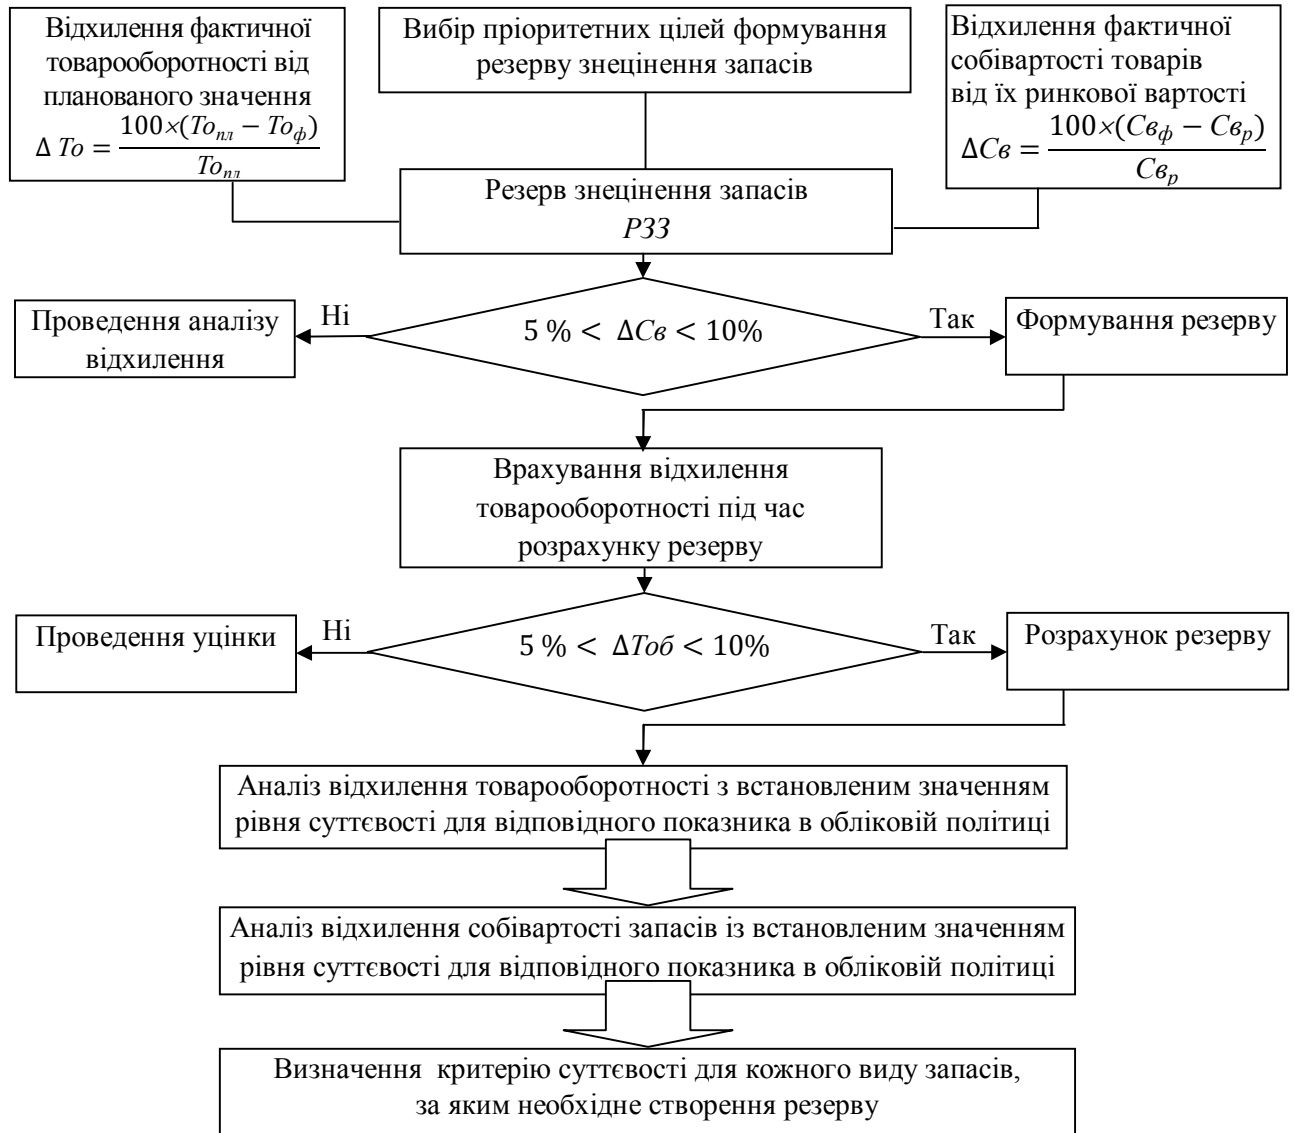 Відхилення фактичної
товарооборотності від
планованого значення
Δ То = 100×(То_пл − То_ф) / То_пл
Вибір пріоритетних цілей формування
резерву знецінення запасів
Відхилення фактичної
собівартості товарів
від їх ринкової вартості
ΔСв = 100×(Св_ф − Св_р) / Св_р
Резерв знецінення запасів
РЗЗ
Ні
5 % < ΔСв < 10%
Так
Проведення аналізу
відхилення
Формування резерву
Врахування відхилення
товарооборотності під час
розрахунку резерву
Ні
5 % < ΔТоб < 10%
Так
Проведення уцінки
Розрахунок резерву
Аналіз відхилення товарооборотності з встановленим значенням
рівня суттєвості для відповідного показника в обліковій політиці
Аналіз відхилення собівартості запасів із встановленим значенням
рівня суттєвості для відповідного показника в обліковій політиці
Визначення критерію суттєвості для кожного виду запасів,
за яким необхідне створення резерву